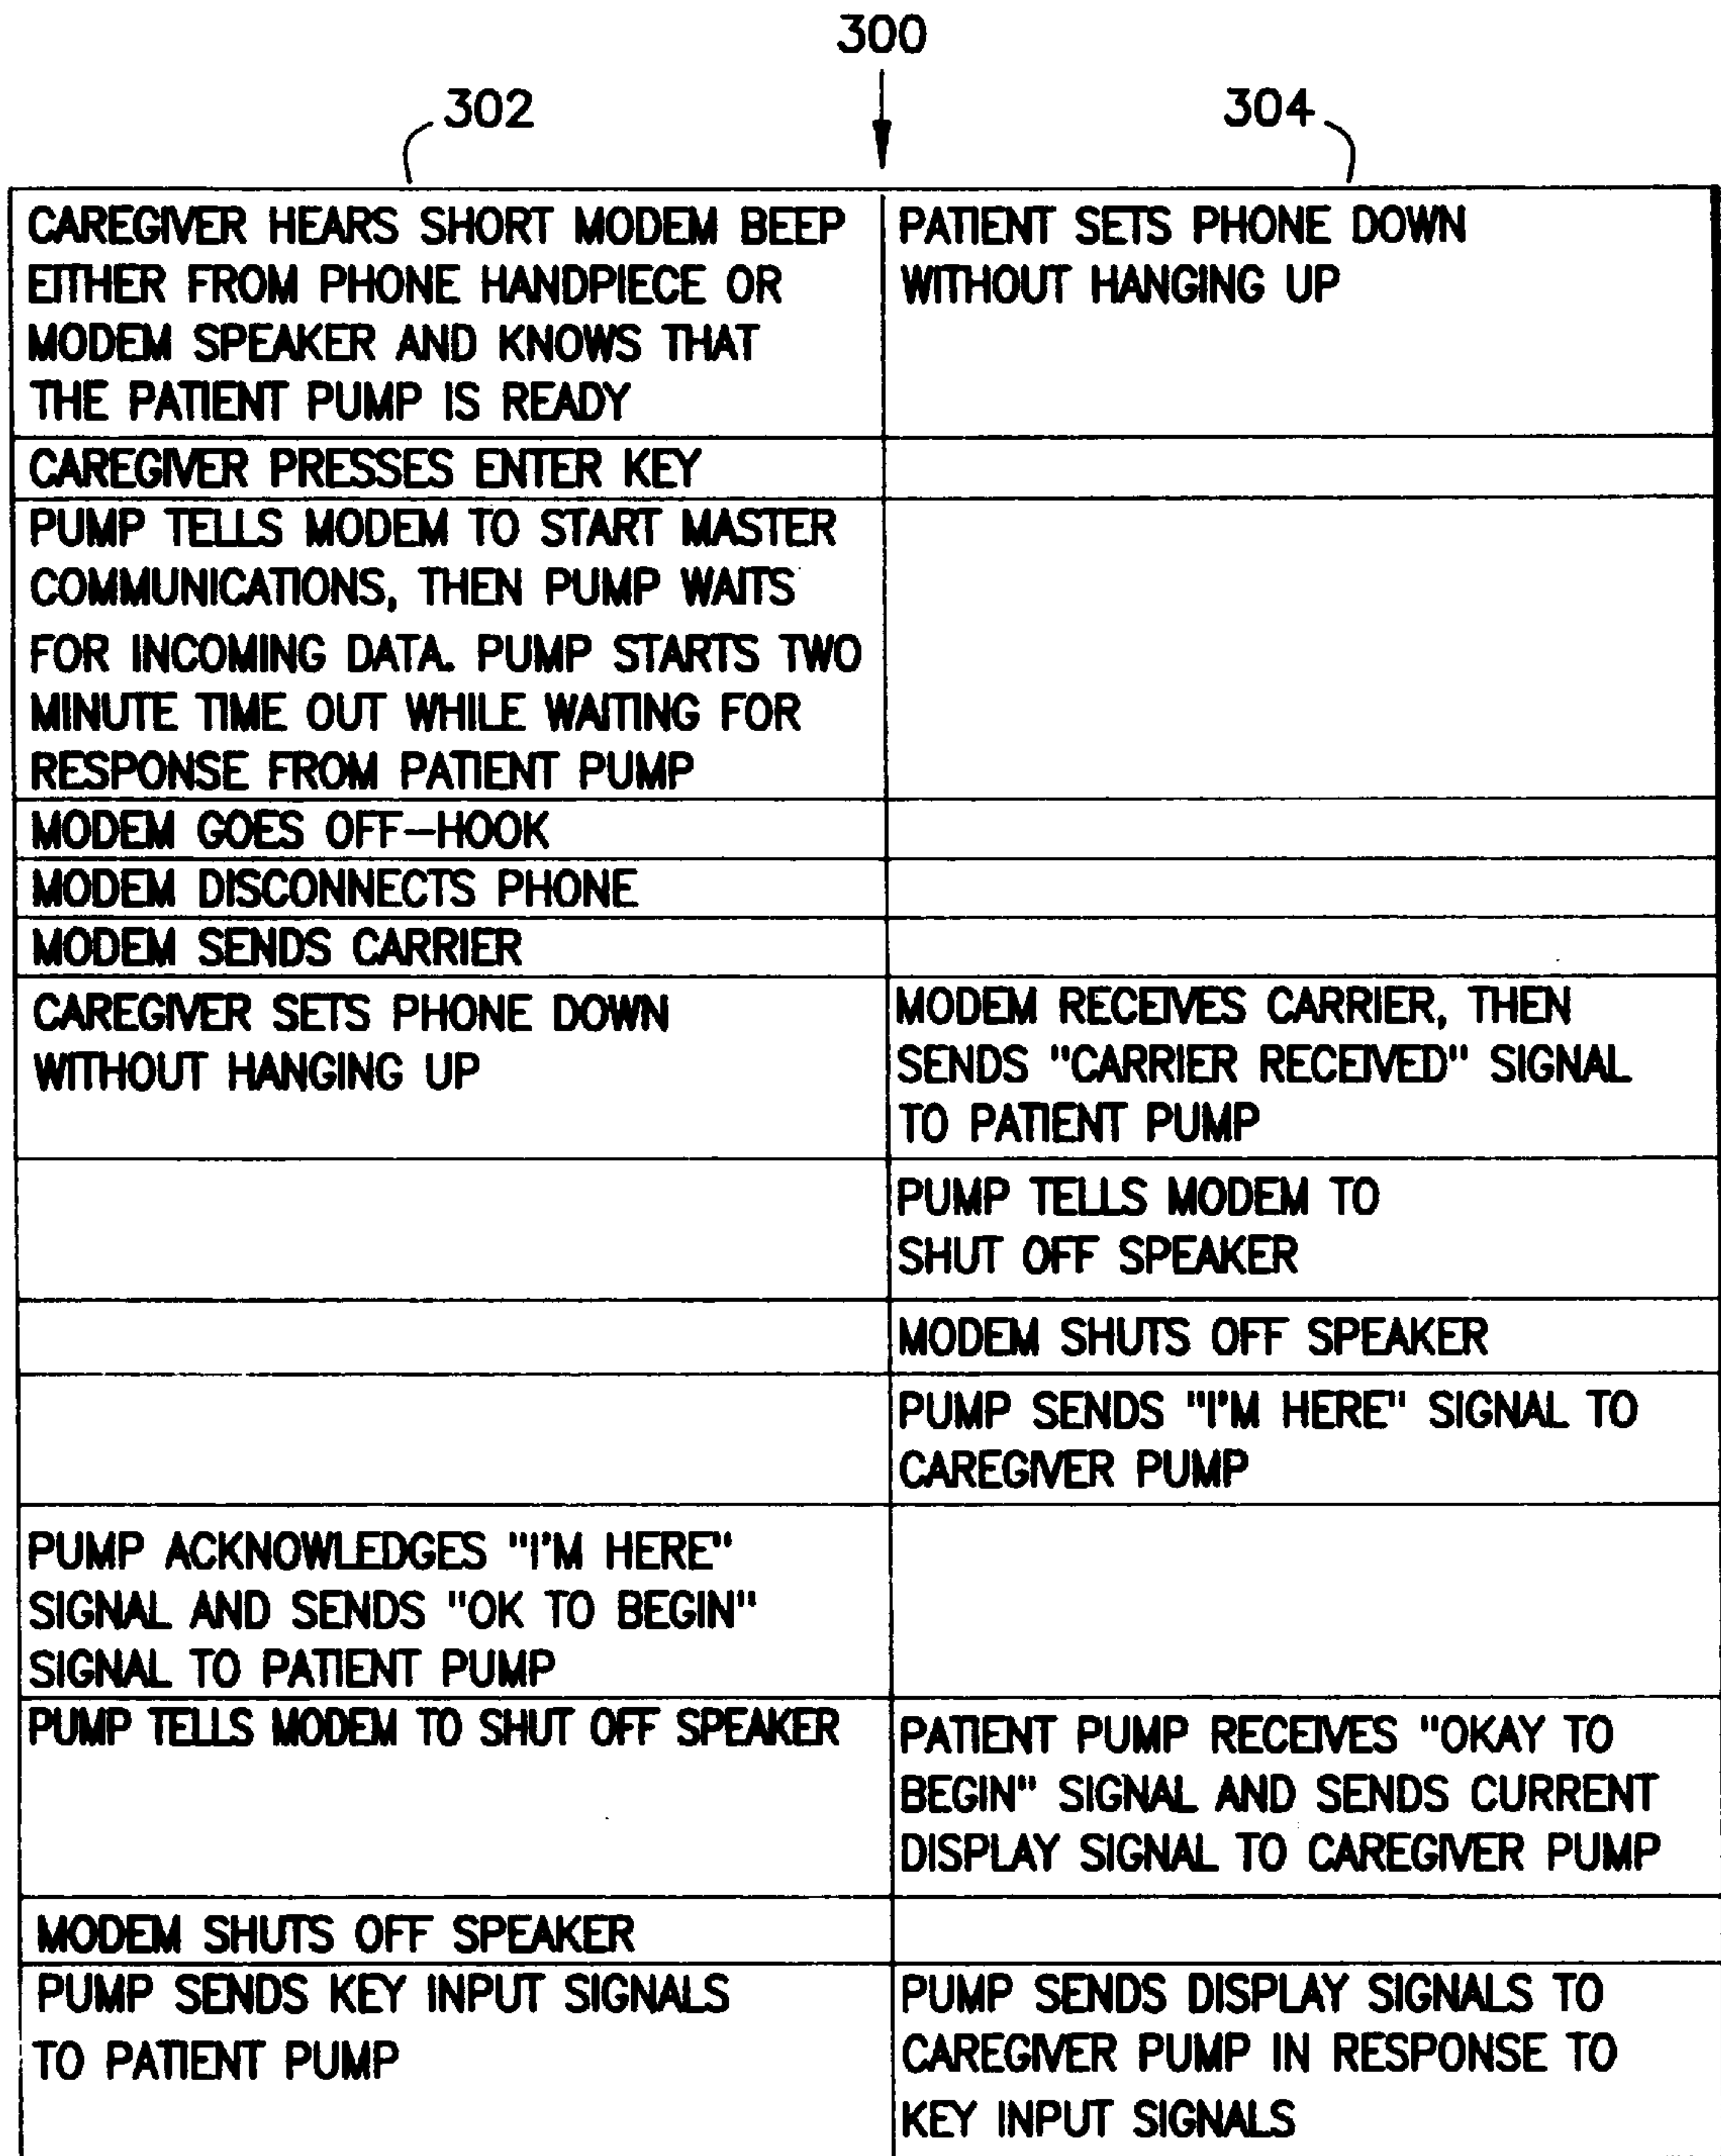 300
302
304
CAREGIVER HEARS SHORT MODEM BEEP
EITHER FROM PHONE HANDPIECE OR
MODEM SPEAKER AND KNOWS THAT
THE PATIENT PUMP IS READY
PATIENT SETS PHONE DOWN
WITHOUT HANGING UP
CAREGIVER PRESSES ENTER KEY
PUMP TELLS MODEM TO START MASTER
COMMUNICATIONS, THEN PUMP WAITS
FOR INCOMING DATA. PUMP STARTS TWO
MINUTE TIME OUT WHILE WAITING FOR
RESPONSE FROM PATIENT PUMP
MODEM GOES OFF-HOOK
MODEM DISCONNECTS PHONE
MODEM SENDS CARRIER
CAREGIVER SETS PHONE DOWN
WITHOUT HANGING UP
MODEM RECEIVES CARRIER, THEN
SENDS "CARRIER RECEIVED" SIGNAL
TO PATIENT PUMP
PUMP TELLS MODEM TO
SHUT OFF SPEAKER
MODEM SHUTS OFF SPEAKER
PUMP SENDS "I'M HERE" SIGNAL TO
CAREGIVER PUMP
PUMP ACKNOWLEDGES "I'M HERE"
SIGNAL AND SENDS "OK TO BEGIN"
SIGNAL TO PATIENT PUMP
PUMP TELLS MODEM TO SHUT OFF SPEAKER
PATIENT PUMP RECEIVES "OKAY TO
BEGIN" SIGNAL AND SENDS CURRENT
DISPLAY SIGNAL TO CAREGIVER PUMP
MODEM SHUTS OFF SPEAKER
PUMP SENDS KEY INPUT SIGNALS
TO PATIENT PUMP
PUMP SENDS DISPLAY SIGNALS TO
CAREGIVER PUMP IN RESPONSE TO
KEY INPUT SIGNALS